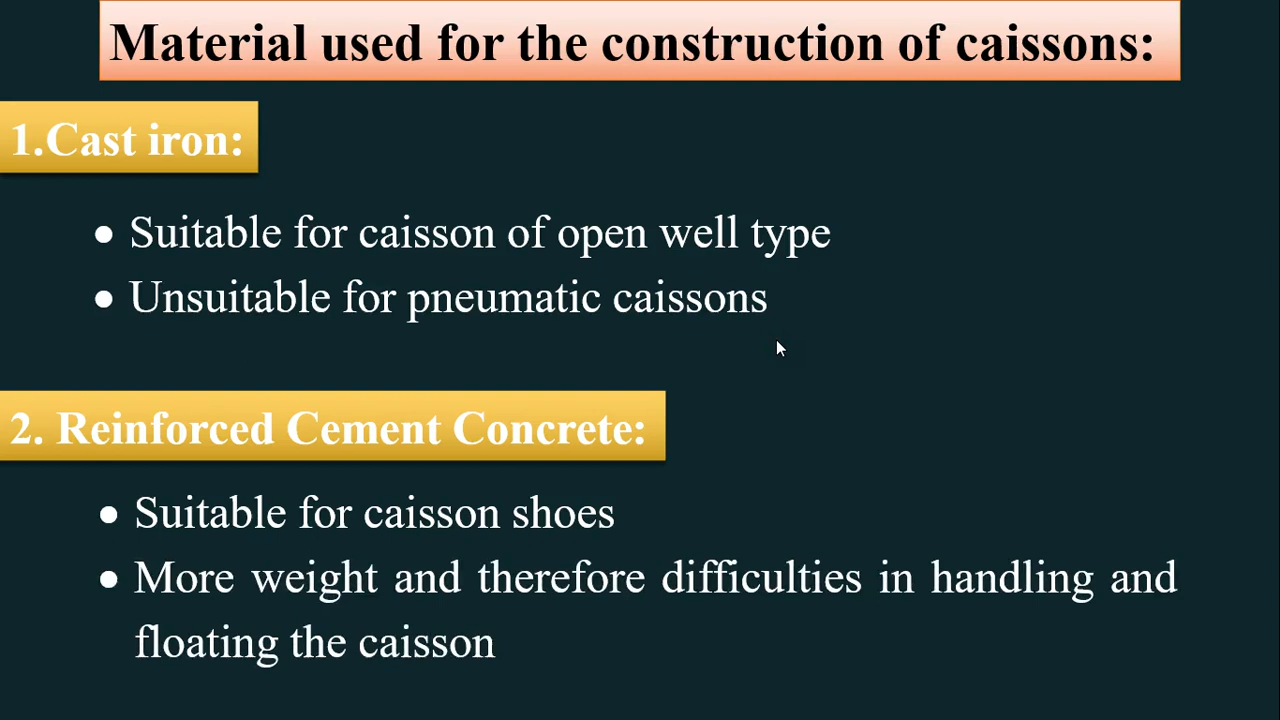 Material used for the construction of caissons:
1.Cast iron:
● Suitable for caisson of open well type
● Unsuitable for pneumatic caissons
2. Reinforced Cement Concrete:
● Suitable for caisson shoes
● More weight and therefore difficulties in handling and
floating the caisson